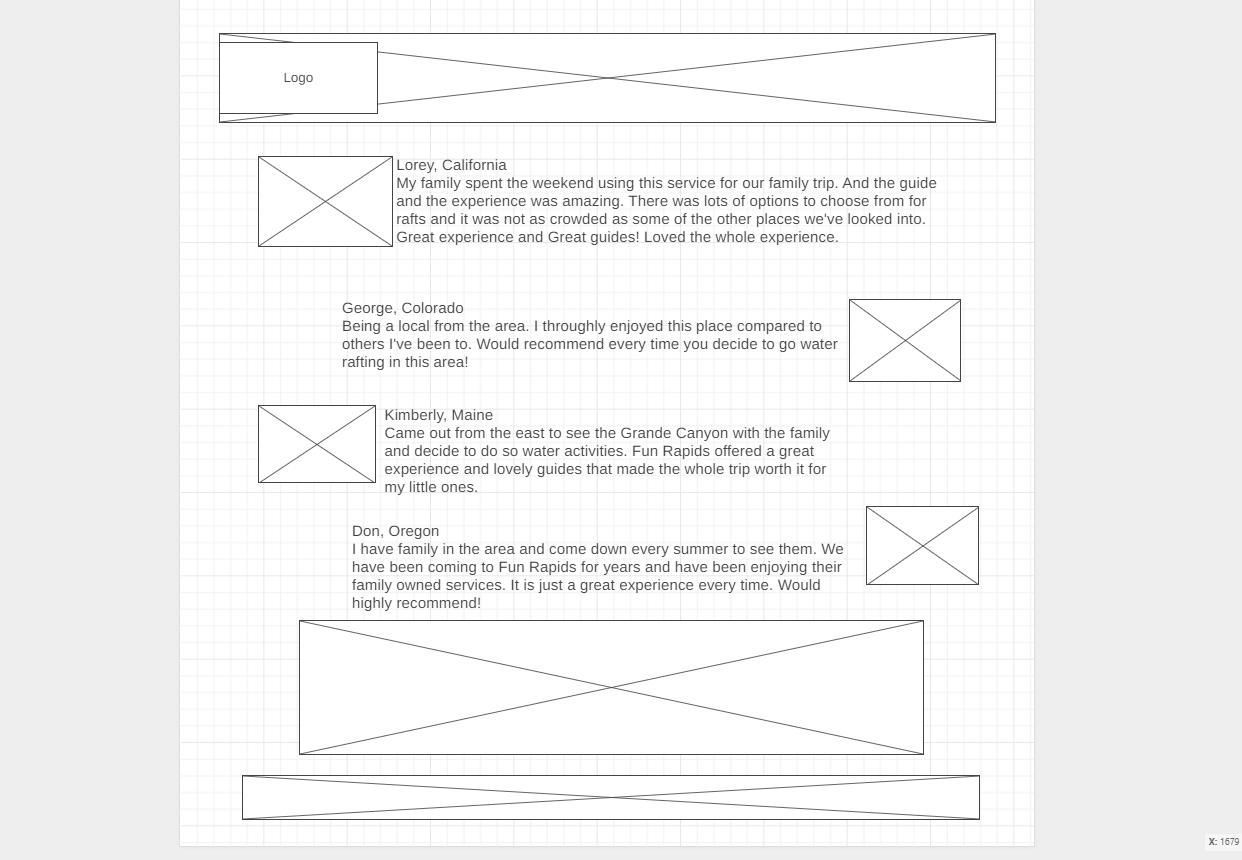 Logo
Lorey, California
My family spent the weekend using this service for our family trip. And the guide
and the experience was amazing. There was lots of options to choose from for
rafts and it was not as crowded as some of the other places we've looked into.
Great experience and Great guides! Loved the whole experience.
George, Colorado
Being a local from the area. I throughly enjoyed this place compared to
others I've been to. Would recommend every time you decide to go water
rafting in this area!
Kimberly, Maine
Came out from the east to see the Grande Canyon with the family
and decide to do so water activities. Fun Rapids offered a great
experience and lovely guides that made the whole trip worth it for
my little ones.
Don, Oregon
I have family in the area and come down every summer to see them. We
have been coming to Fun Rapids for years and have been enjoying their
family owned services. It is just a great experience every time. Would
highly recommend!
X: 1679